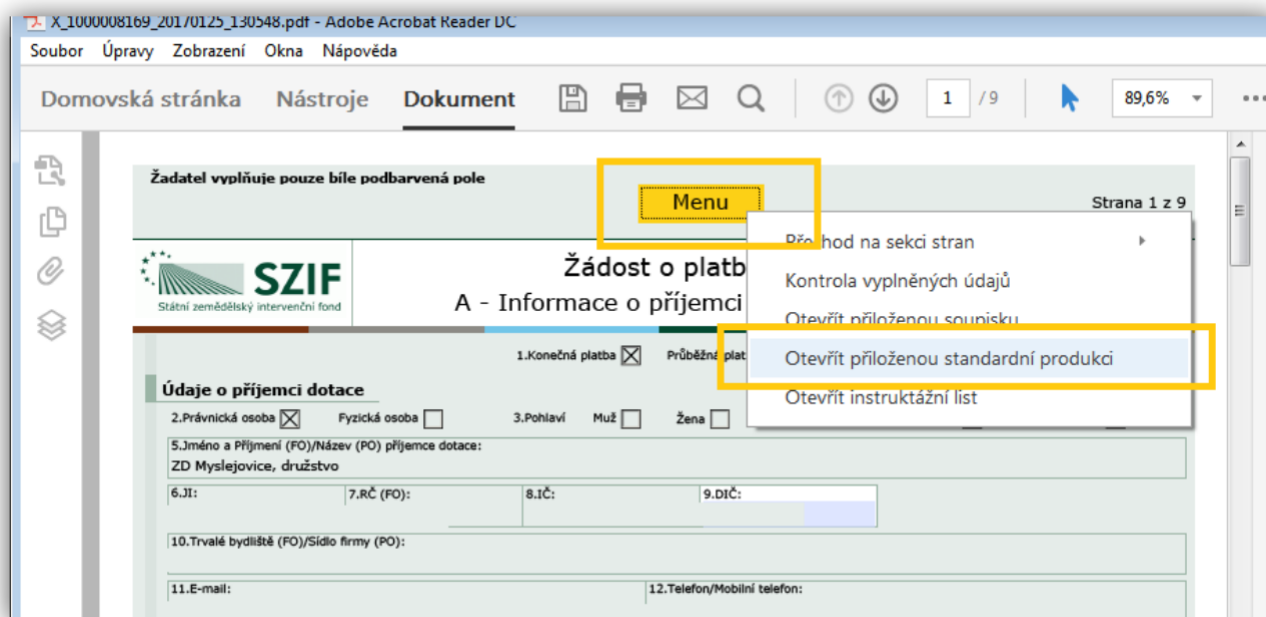 X_1000008169_20170125_130548.pdf - Adobe Acrobat Reader DC
Soubor Úpravy Zobrazení Okna Nápověda
Domovská stránka Nástroje Dokument 1 / 9 89,6%
Žadatel vyplňuje pouze bíle podbarvená pole
Menu
Strana 1 z 9
Přechod na sekci stran
Kontrola vyplněných údajů
Otevřít přiloženou soupisku
Otevřít přiloženou standardní produkci
Otevřít instruktážní list
SZIF
Státní zemědělský intervenční fond
Žádost o platb
A - Informace o příjemci
1.Konečná platba Průběžná plat
Údaje o příjemci dotace
2.Právnická osoba Fyzická osoba 3.Pohlaví Muž Žena
5.Jméno a Příjmení (FO)/Název (PO) příjemce dotace:
ZD Myslejovice, družstvo
6.JI: 7.RČ (FO): 8.IČ: 9.DIČ:
10.Trvalé bydliště (FO)/Sídlo firmy (PO):
11.E-mail: 12.Telefon/Mobilní telefon: